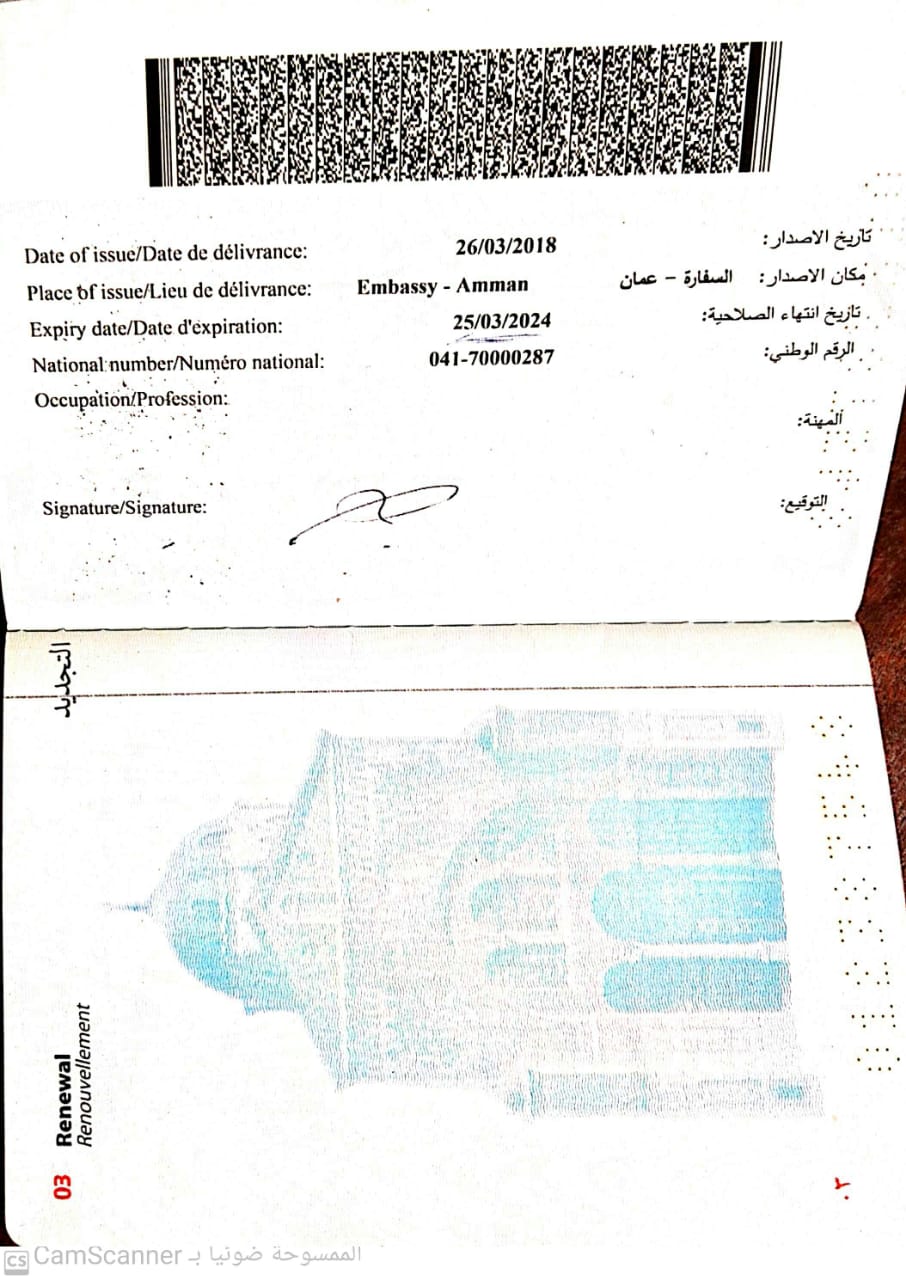 Date of issue/Date de délivrance: 26/03/2018 تاريخ الاصدار:
Place of issue/Lieu de délivrance: Embassy - Amman السفارة - عمان مكان الاصدار:
Expiry date/Date d'expiration: 25/03/2024 تاريخ انتهاء الصلاحية:
National number/Numéro national: 041-70000287 الرقم الوطني:
Occupation/Profession: المهنة:
Signature/Signature: التوقيع:
التجديد
Renewal
Renouvellement
03
٠٣
CS CamScanner الممسوحة ضوئيا بـ